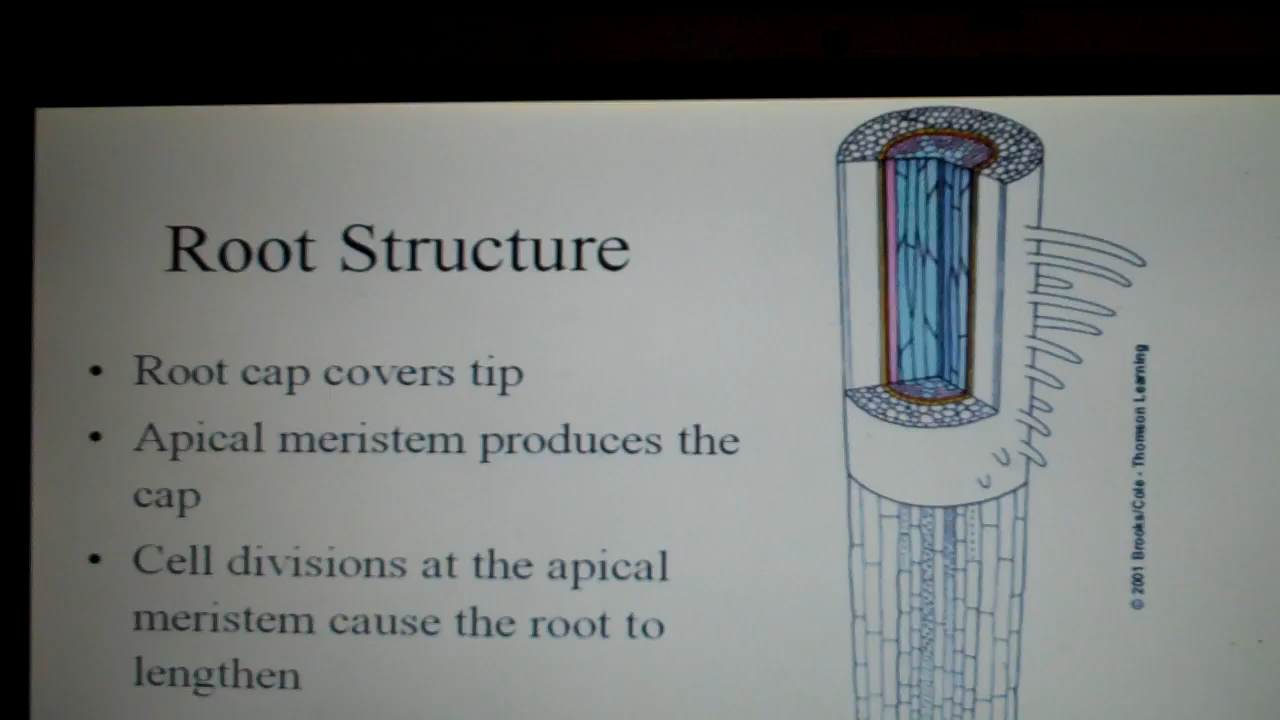 Root Structure
• Root cap covers tip
• Apical meristem produces the
cap
• Cell divisions at the apical
meristem cause the root to
lengthen
© 2001 Brooks/Cole - Thomson Learning